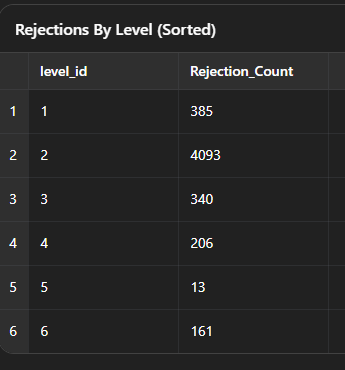 Rejections By Level (Sorted)
level_id Rejection_Count
1 1 385
2 2 4093
3 3 340
4 4 206
5 5 13
6 6 161